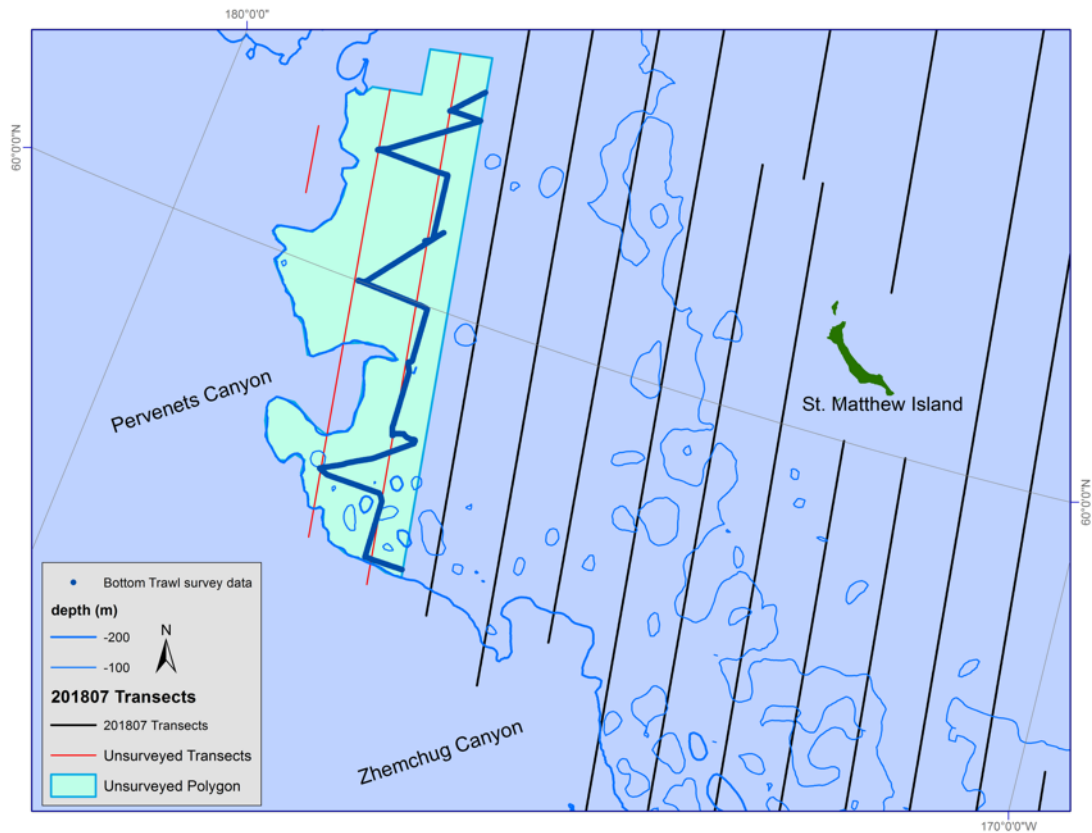 180°0'0"
60°0'0"N
Pervenets Canyon
St. Matthew Island
60°0'0"N
Bottom Trawl survey data
depth (m)
-200
N
-100
201807 Transects
201807 Transects
Unsurveyed Transects
Unsurveyed Polygon
Zhemchug Canyon
170°0'0"W